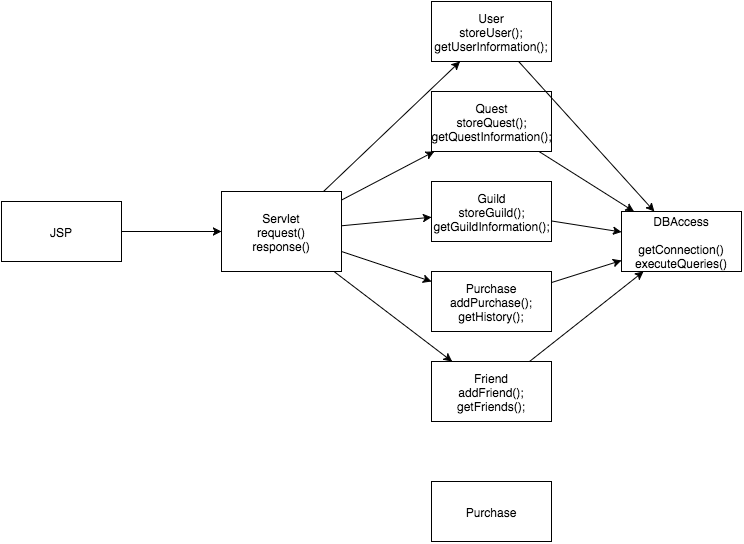 User
storeUser();
getUserInformation();
Quest
storeQuest();
getQuestInformation();
JSP
Servlet
request()
response()
Guild
storeGuild();
getGuildInformation();
DBAccess
getConnection()
executeQueries()
Purchase
addPurchase();
getHistory();
Friend
addFriend();
getFriends();
Purchase